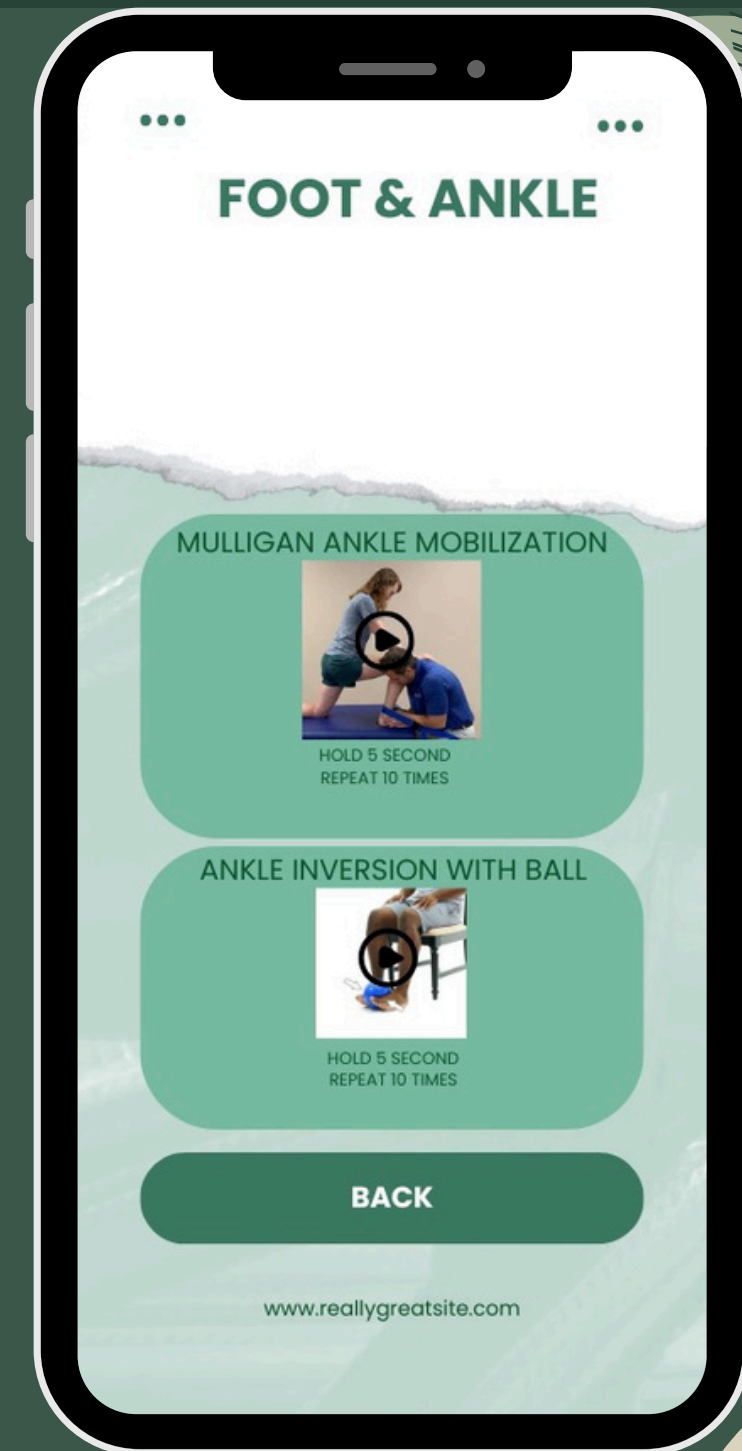 FOOT & ANKLE
MULLIGAN ANKLE MOBILIZATION
HOLD 5 SECOND
REPEAT 10 TIMES
ANKLE INVERSION WITH BALL
HOLD 5 SECOND
REPEAT 10 TIMES
BACK
www.reallygreatsite.com